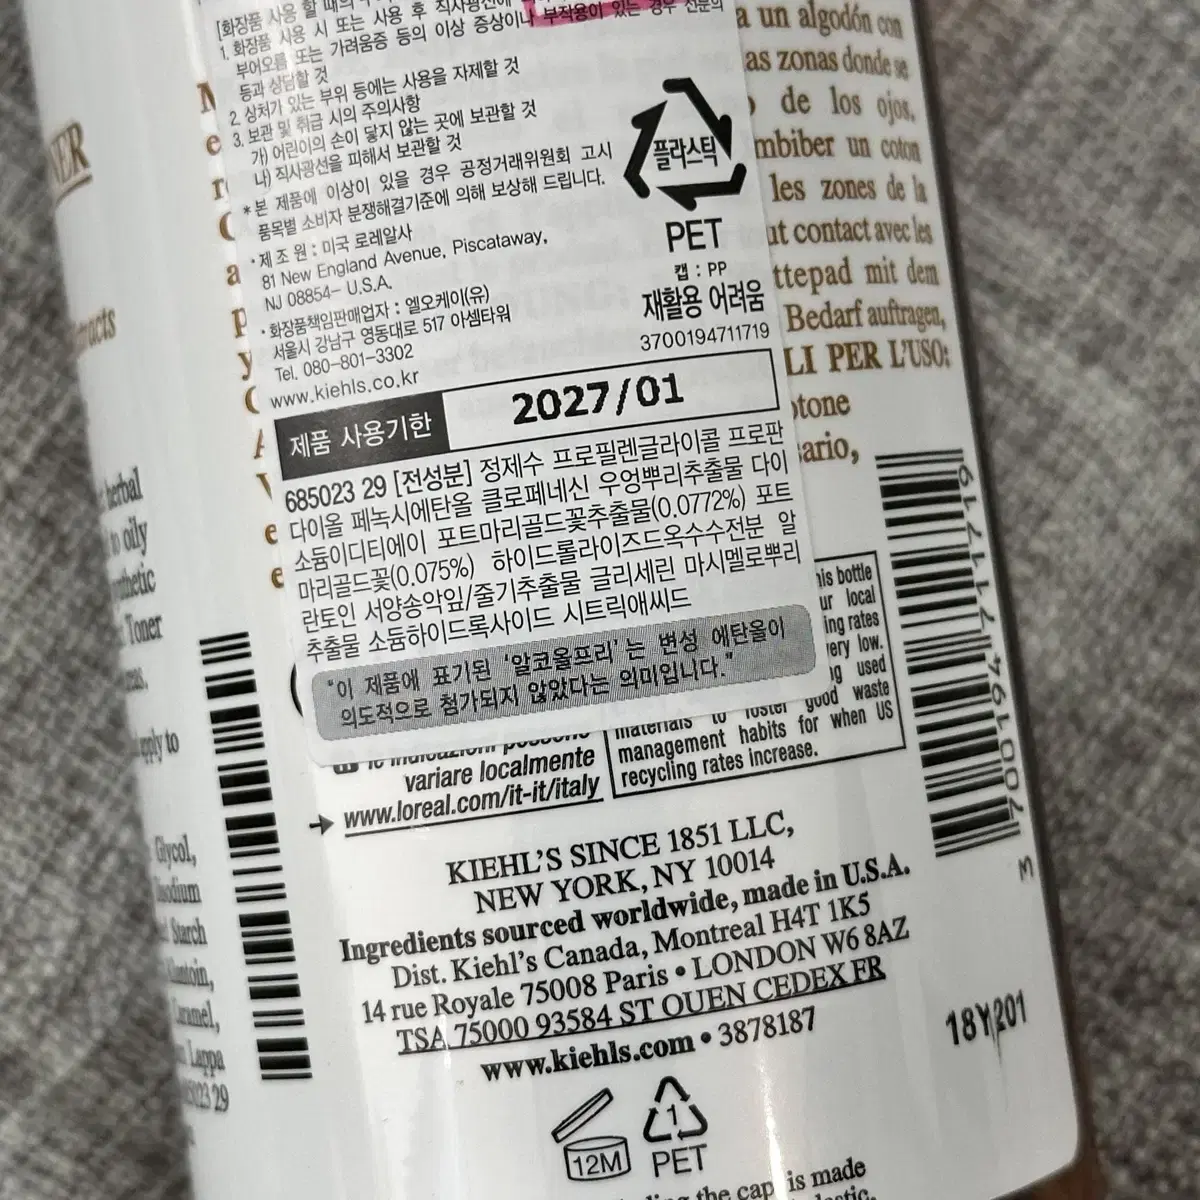 [화장품 사용 할 때의
1. 화장품 사용 시 또는 사용 후 직사광선에
부어오름 또는 가려움증 등의 이상 증상이나 부작용이 있는 경우 전문의
등과 상담할 것
2. 상처가 있는 부위 등에는 사용을 자제할 것
3. 보관 및 취급 시의 주의사항
가) 어린이의 손이 닿지 않는 곳에 보관할 것
나) 직사광선을 피해서 보관할 것
*본 제품에 이상이 있을 경우 공정거래위원회 고시
품목별 소비자 분쟁해결기준에 의해 보상해 드립니다.
· 제 조 원 : 미국 로레알사
81 New England Avenue, Piscataway,
NJ 08854- U.S.A.
· 화장품책임판매업자 : 엘오케이(유)
서울시 강남구 영동대로 517 아셈타워
Tel. 080-801-3302
www.kiehls.co.kr
플라스틱
PET
캡 : PP
재활용 어려움
3700194711719
제품 사용기한
2027/01
685023 29 [전성분] 정제수 프로필렌글라이콜 프로판
다이올 페녹시에탄올 클로페네신 우엉뿌리추출물 다이
소듐이디티에이 포트마리골드꽃추출물(0.0772%) 포트
마리골드꽃(0.075%) 하이드롤라이즈드옥수수전분 알
란토인 서양송악잎/줄기추출물 글리세린 마시멜로뿌리
추출물 소듐하이드록사이드 시트릭애씨드
"이 제품에 표기된 '알코올프리' 는 변성 에탄올이
의도적으로 첨가되지 않았다는 의미입니다."
a un algodón con
as zonas donde se
de los ojos.
mbiber un coton
les zones de la
ut contact avec les
ttepad mit dem
Bedarf auftragen,
LI PER L'USO:
otone
ario,
his bottle
ur local
ing rates
very low.
ng used
materials to foster good waste
management habits for when US
recycling rates increase.
le indicazioni possono
variare localmente
www.loreal.com/it-it/italy
KIEHL'S SINCE 1851 LLC,
NEW YORK, NY 10014
Ingredients sourced worldwide, made in U.S.A.
Dist. Kiehl's Canada, Montreal H4T 1K5
14 rue Royale 75008 Paris • LONDON W6 8AZ
TSA 75000 93584 ST OUEN CEDEX FR
www.kiehls.com • 3878187
12M
1
PET
the cap is made
3700194711719
M
18Y201
NER
racts
herbal
to oily
Toner
apply to
Glycol,
Starch
Caramel,
Lappa